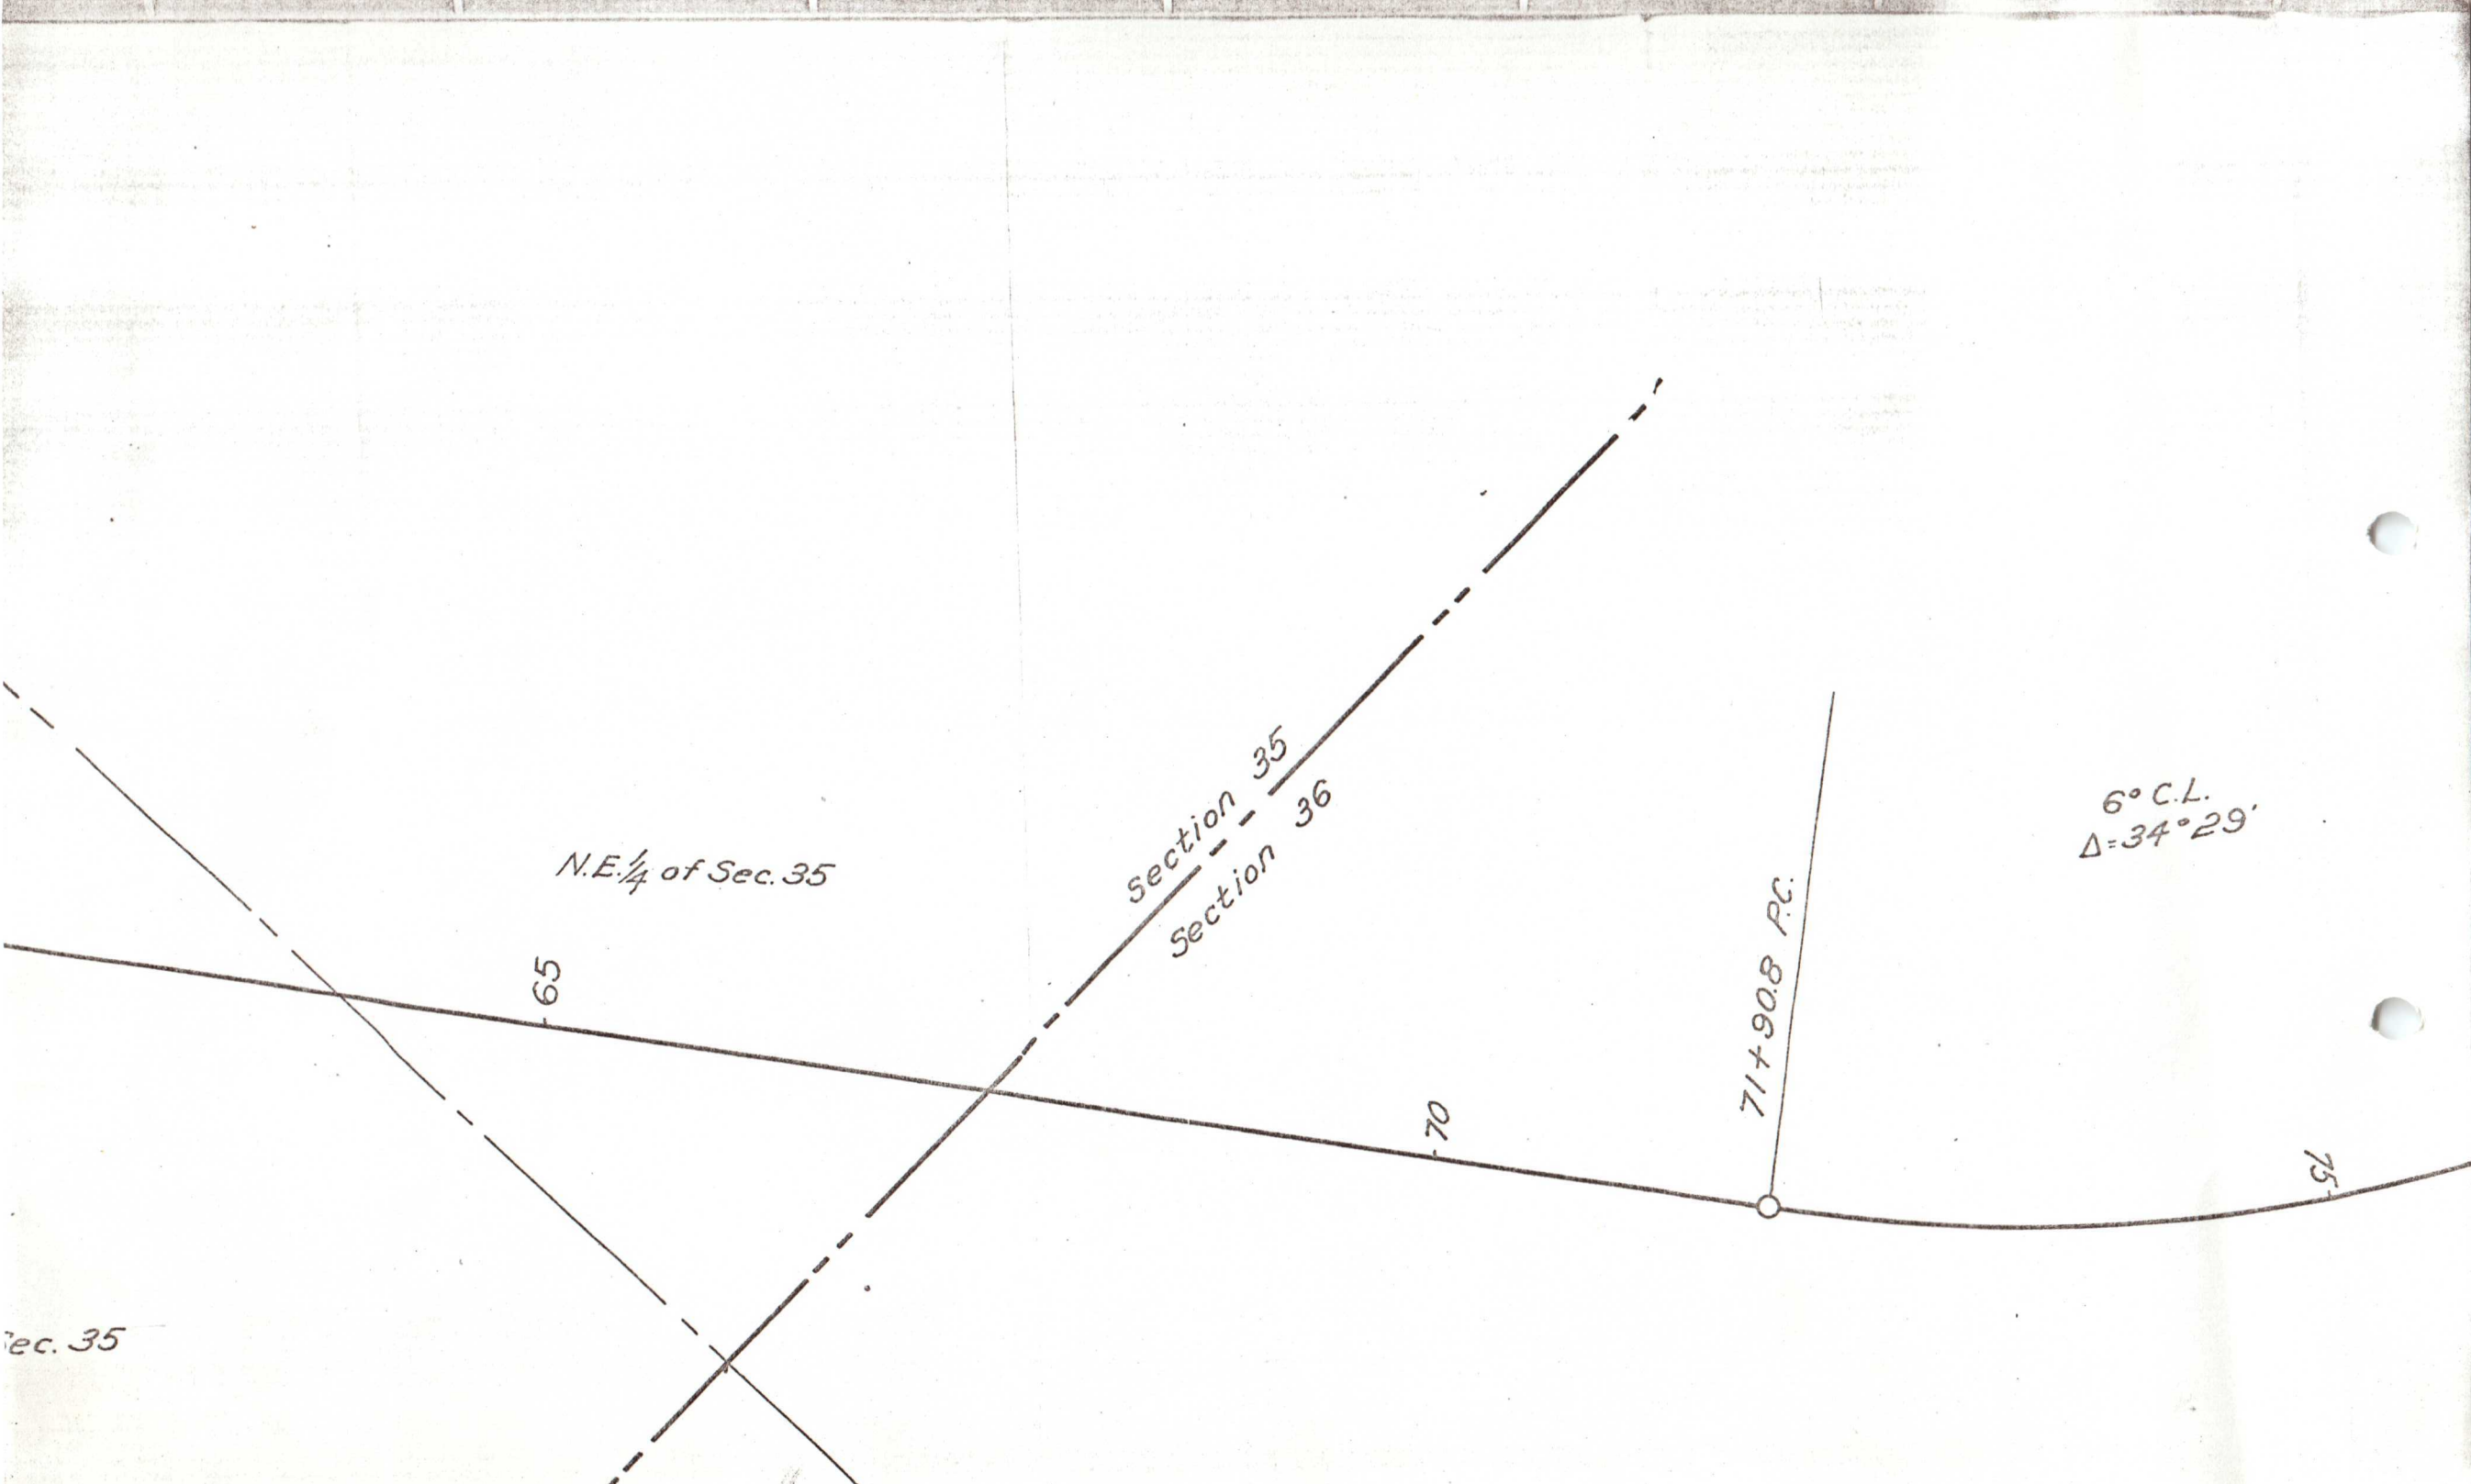 section 35
Section 36
6° C.L.
Δ=34°29'
N.E.¼ of Sec. 35
71+90.8 P.C.
65
70
75
Sec. 35